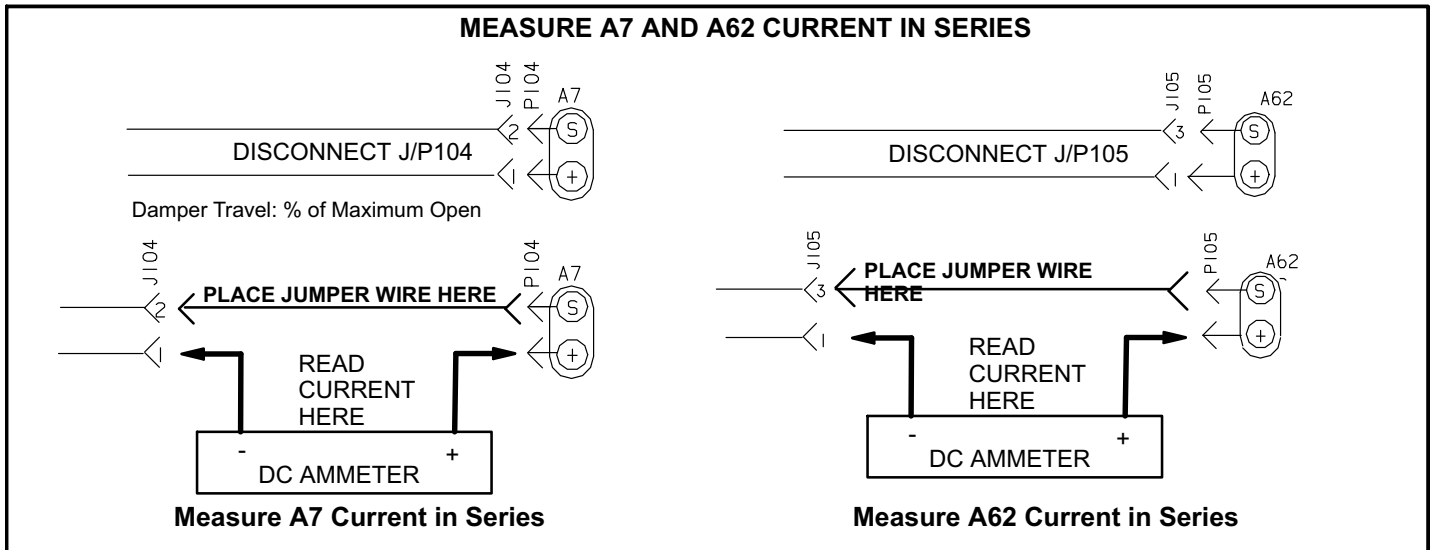 MEASURE A7 AND A62 CURRENT IN SERIES
J104
P104
A7
2
S
DISCONNECT J/P104
1
+
Damper Travel: % of Maximum Open
J104
P104
A7
PLACE JUMPER WIRE HERE
2
S
1
+
READ
CURRENT
HERE
-
+
DC AMMETER
Measure A7 Current in Series
J105
P105
A62
3
S
DISCONNECT J/P105
1
+
J105
P105
A62
PLACE JUMPER WIRE
HERE
3
S
1
+
READ
CURRENT
HERE
-
+
DC AMMETER
Measure A62 Current in Series